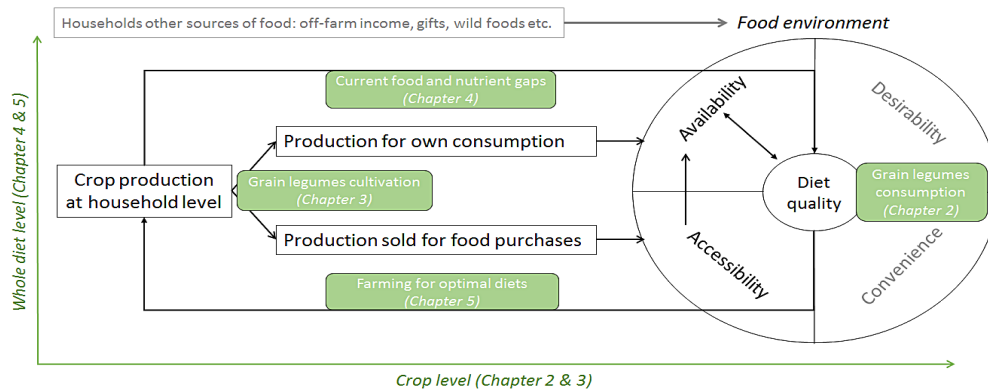 Households other sources of food: off-farm income, gifts, wild foods etc.
Food environment
Current food and nutrient gaps
(Chapter 4)
Availability
Desirability
Production for own consumption
Crop production
at household level
Grain legumes cultivation
(Chapter 3)
Diet
quality
Grain legumes
consumption
(Chapter 2)
Production sold for food purchases
Accessibility
Convenience
Farming for optimal diets
(Chapter 5)
Whole diet level (Chapter 4 & 5)
Crop level (Chapter 2 & 3)